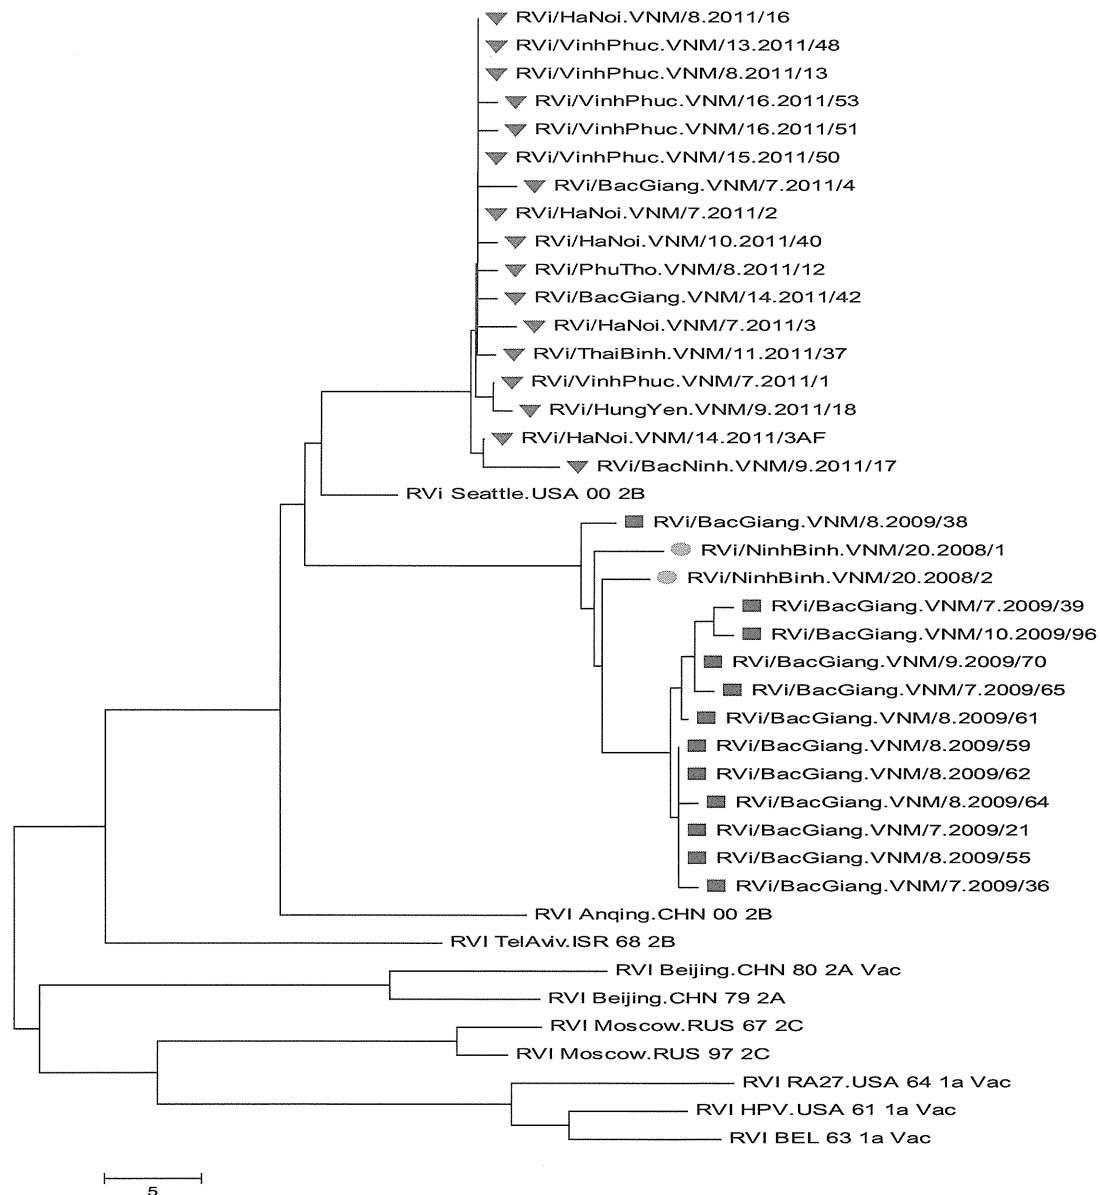 RVi/HaNoi.VNM/8.2011/16
RVi/VinhPhuc.VNM/13.2011/48
RVi/VinhPhuc.VNM/8.2011/13
RVi/VinhPhuc.VNM/16.2011/53
RVi/VinhPhuc.VNM/16.2011/51
RVi/VinhPhuc.VNM/15.2011/50
RVi/BacGiang.VNM/7.2011/4
RVi/HaNoi.VNM/7.2011/2
RVi/HaNoi.VNM/10.2011/40
RVi/PhuTho.VNM/8.2011/12
RVi/BacGiang.VNM/14.2011/42
RVi/HaNoi.VNM/7.2011/3
RVi/ThaiBinh.VNM/11.2011/37
RVi/VinhPhuc.VNM/7.2011/1
RVi/HungYen.VNM/9.2011/18
RVi/HaNoi.VNM/14.2011/3AF
RVi/BacNinh.VNM/9.2011/17
RVi Seattle.USA 00 2B
RVi/BacGiang.VNM/8.2009/38
RVi/NinhBinh.VNM/20.2008/1
RVi/NinhBinh.VNM/20.2008/2
RVi/BacGiang.VNM/7.2009/39
RVi/BacGiang.VNM/10.2009/96
RVi/BacGiang.VNM/9.2009/70
RVi/BacGiang.VNM/7.2009/65
RVi/BacGiang.VNM/8.2009/61
RVi/BacGiang.VNM/8.2009/59
RVi/BacGiang.VNM/8.2009/62
RVi/BacGiang.VNM/8.2009/64
RVi/BacGiang.VNM/7.2009/21
RVi/BacGiang.VNM/8.2009/55
RVi/BacGiang.VNM/7.2009/36
RVI Anqing.CHN 00 2B
RVI TelAviv.ISR 68 2B
RVI Beijing.CHN 80 2A Vac
RVI Beijing.CHN 79 2A
RVI Moscow.RUS 67 2C
RVI Moscow.RUS 97 2C
RVI RA27.USA 64 1a Vac
RVI HPV.USA 61 1a Vac
RVI BEL 63 1a Vac
5